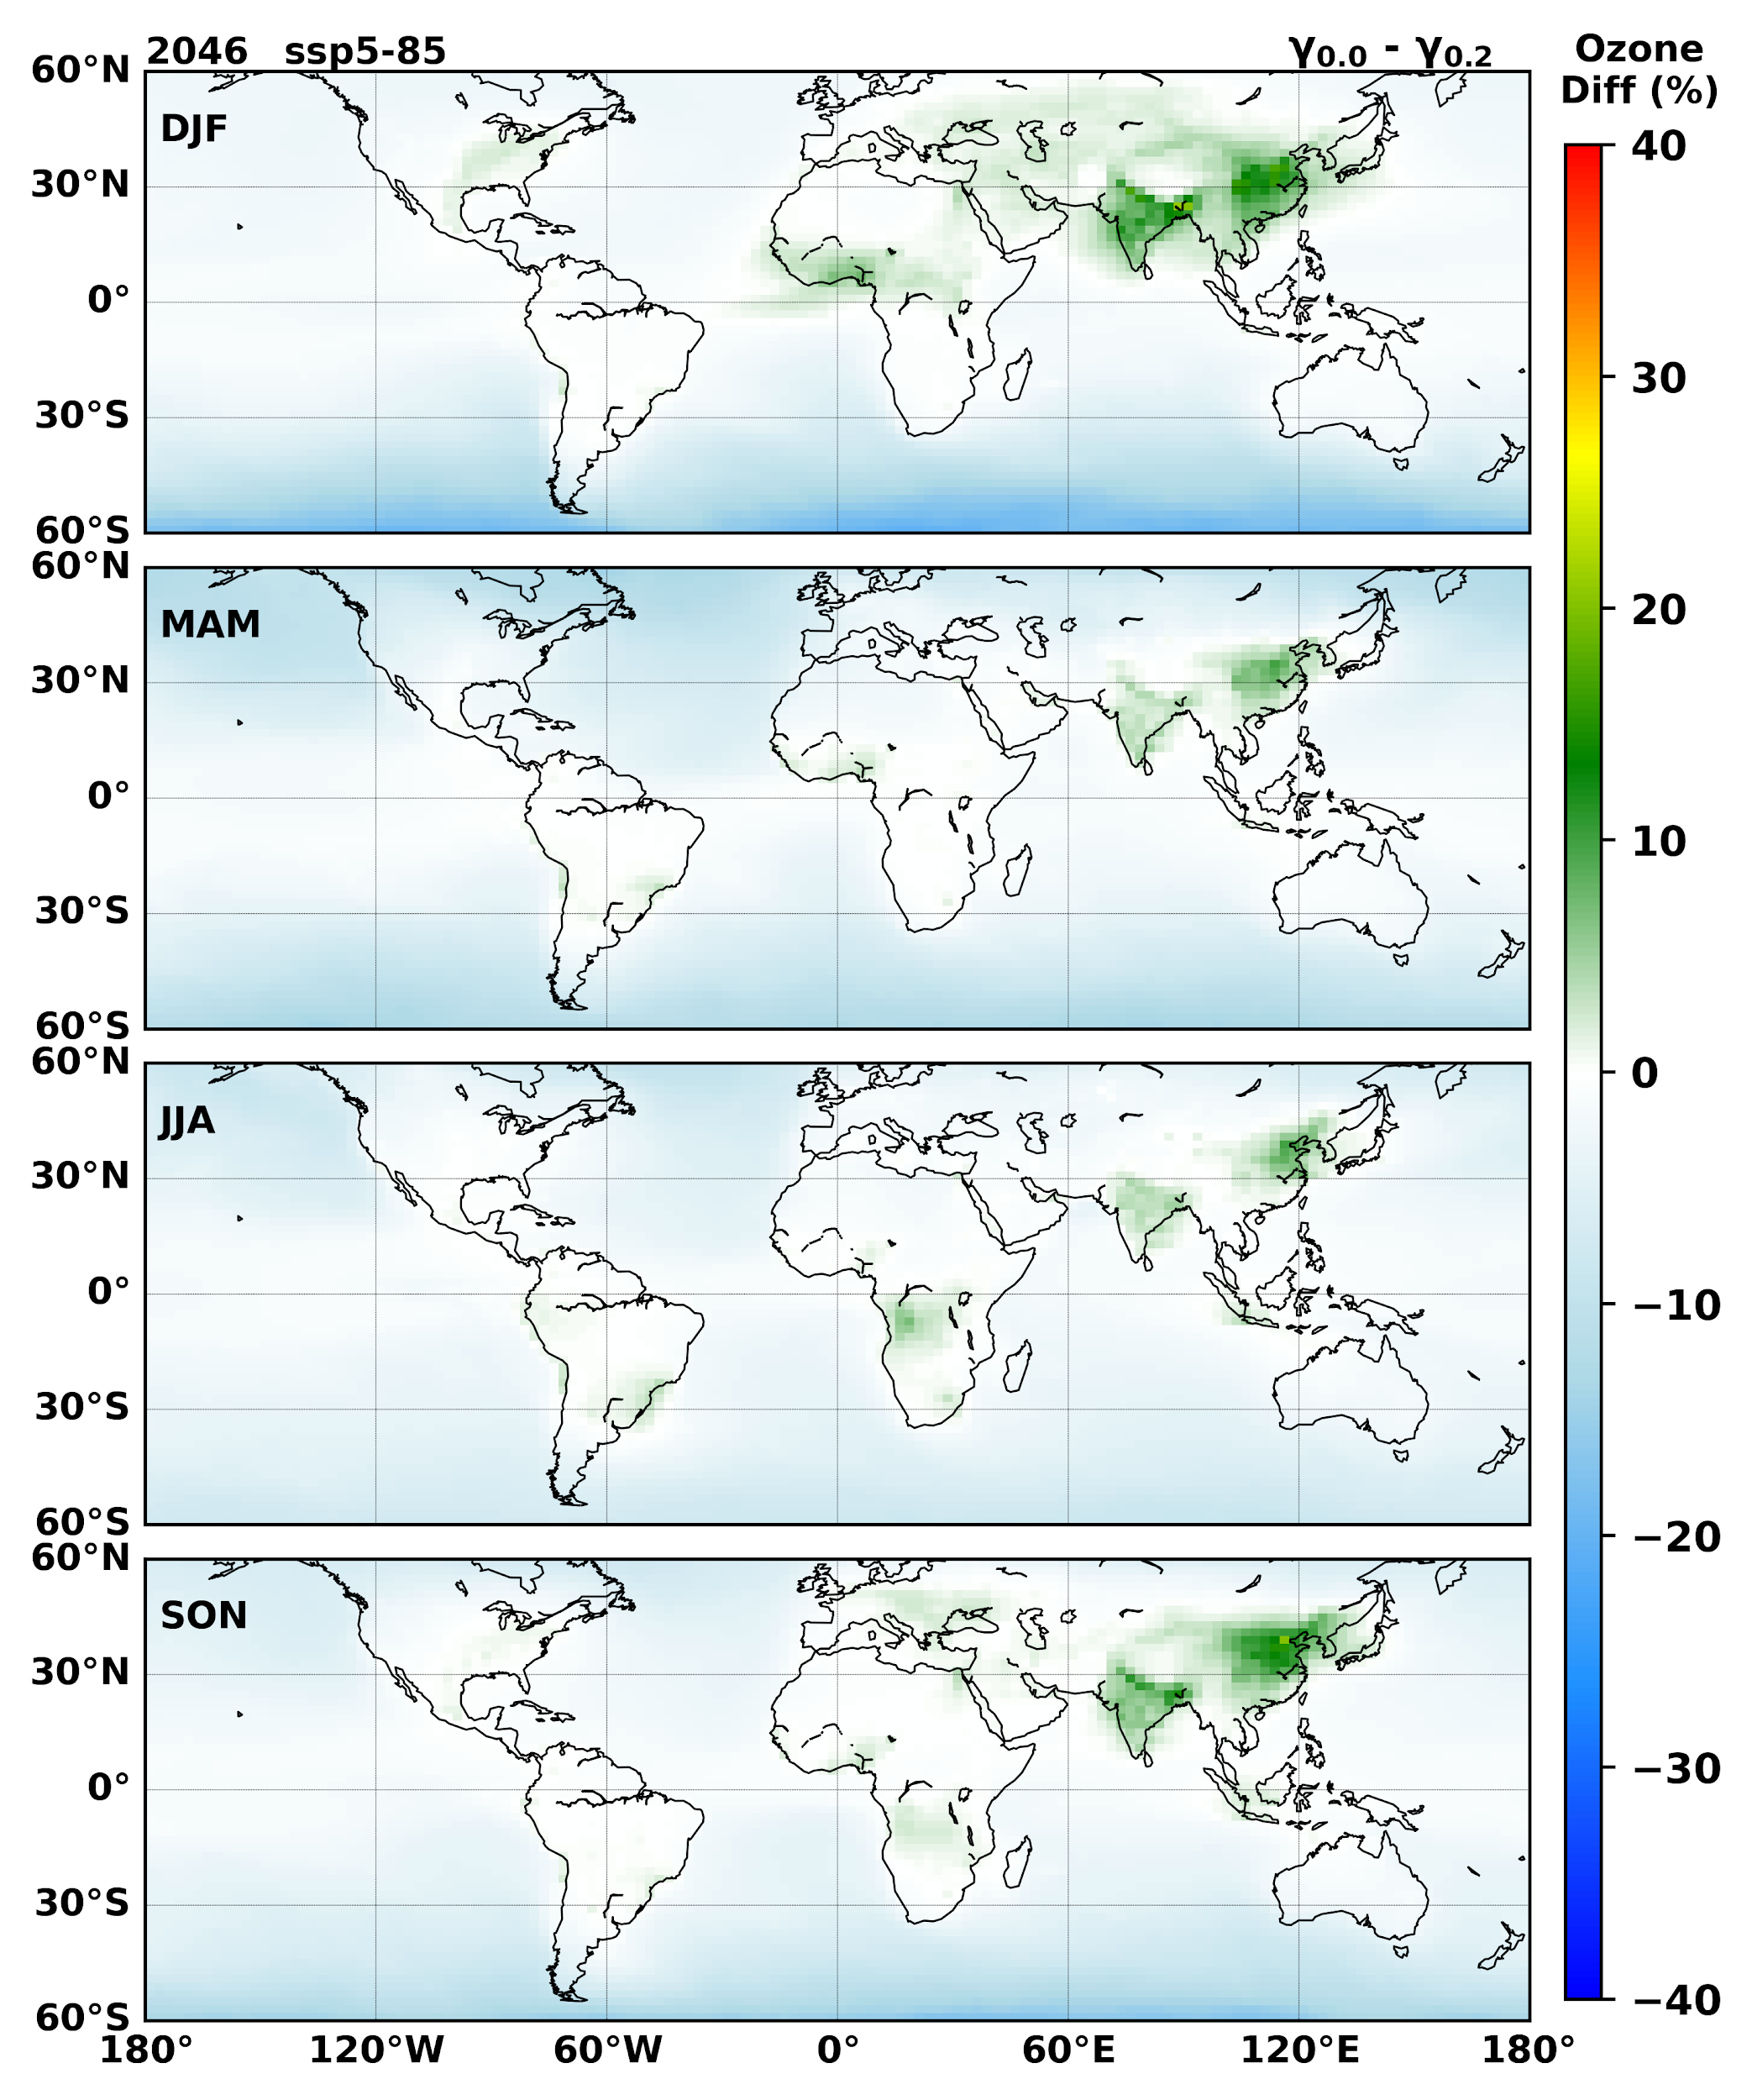 2046 ssp5-85
γ0.0 - γ0.2
Ozone
Diff (%)
DJF
60°N
30°N
0°
30°S
60°S
MAM
60°N
30°N
0°
30°S
60°S
JJA
60°N
30°N
0°
30°S
60°S
SON
60°N
30°N
0°
30°S
60°S
180°
120°W
60°W
0°
60°E
120°E
180°
40
30
20
10
0
−10
−20
−30
−40